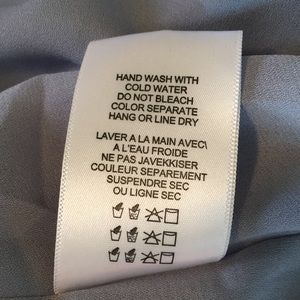 HAND WASH WITH
COLD WATER
DO NOT BLEACH
COLOR SEPARATE
HANG OR LINE DRY
LAVER A LA MAIN AVEC\
A L'EAU FROIDE
NE PAS JAVEKKISER
COULEUR SEPAREMENT
SUSPENDRE SEC
OU LIGNE SEC